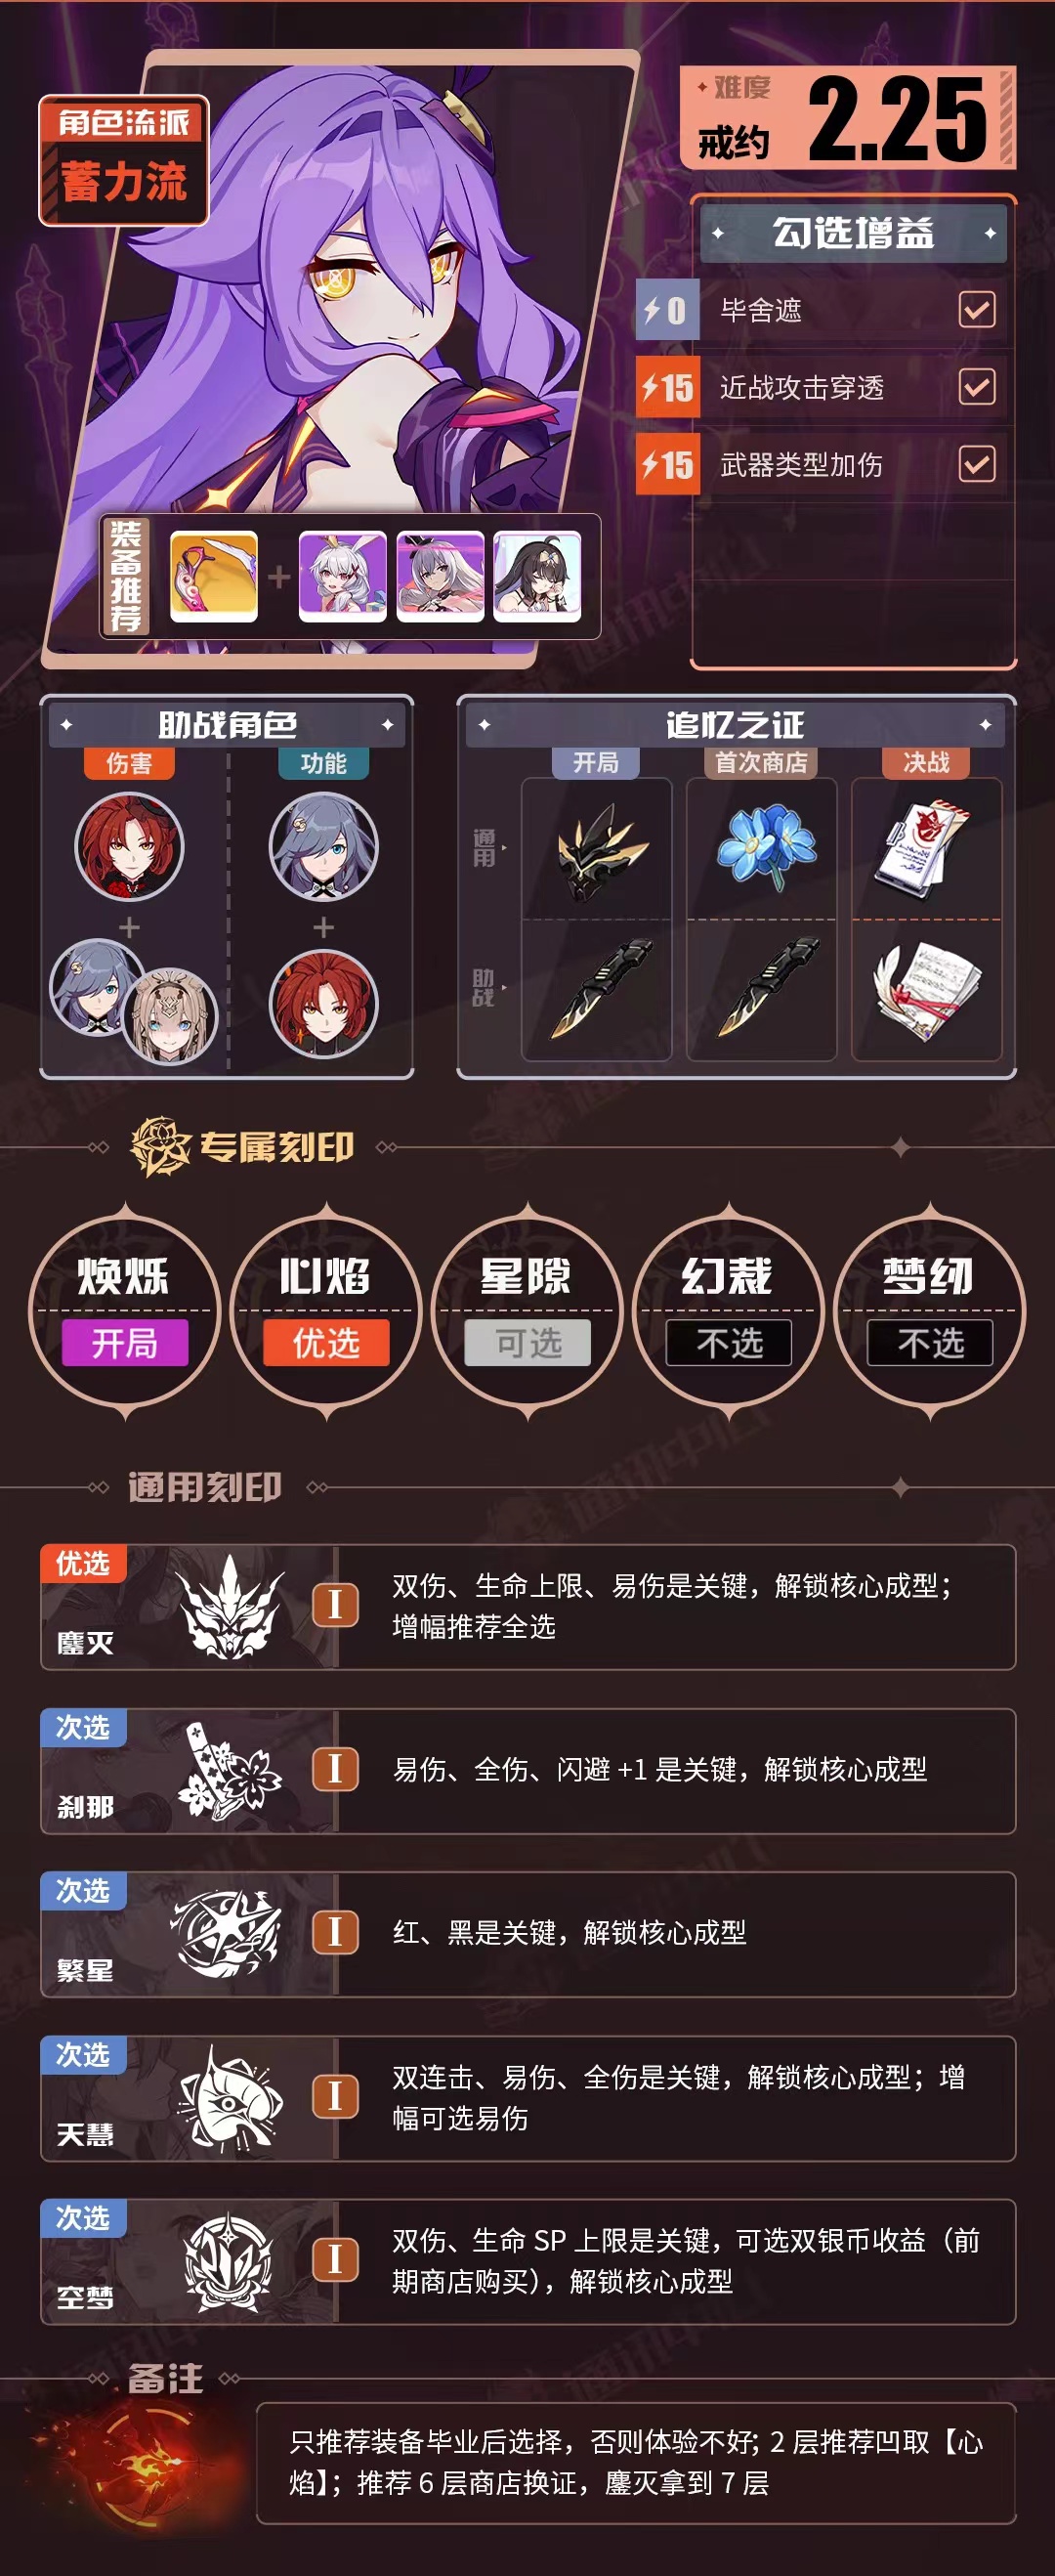 角色流派
蓄力流
难度
戒约
2.25
勾选增益
0
毕舍遮
15
近战攻击穿透
15
武器类型加伤
装备推荐
助战角色
伤害
功能
追忆之证
开局
首次商店
决战
通用
助战
专属刻印
焕烁
开局
心焰
优选
星隙
可选
幻裁
不选
梦纫
不选
通用刻印
优选
鏖灭
I
双伤、生命上限、易伤是关键，解锁核心成型；
增幅推荐全选
次选
刹那
I
易伤、全伤、闪避 +1 是关键，解锁核心成型
次选
繁星
I
红、黑是关键，解锁核心成型
次选
天慧
I
双连击、易伤、全伤是关键，解锁核心成型；增
幅可选易伤
次选
空梦
I
双伤、生命 SP 上限是关键，可选双银币收益（前
期商店购买），解锁核心成型
备注
只推荐装备毕业后选择，否则体验不好; 2 层推荐凹取【心
焰】；推荐 6 层商店换证，鏖灭拿到 7 层